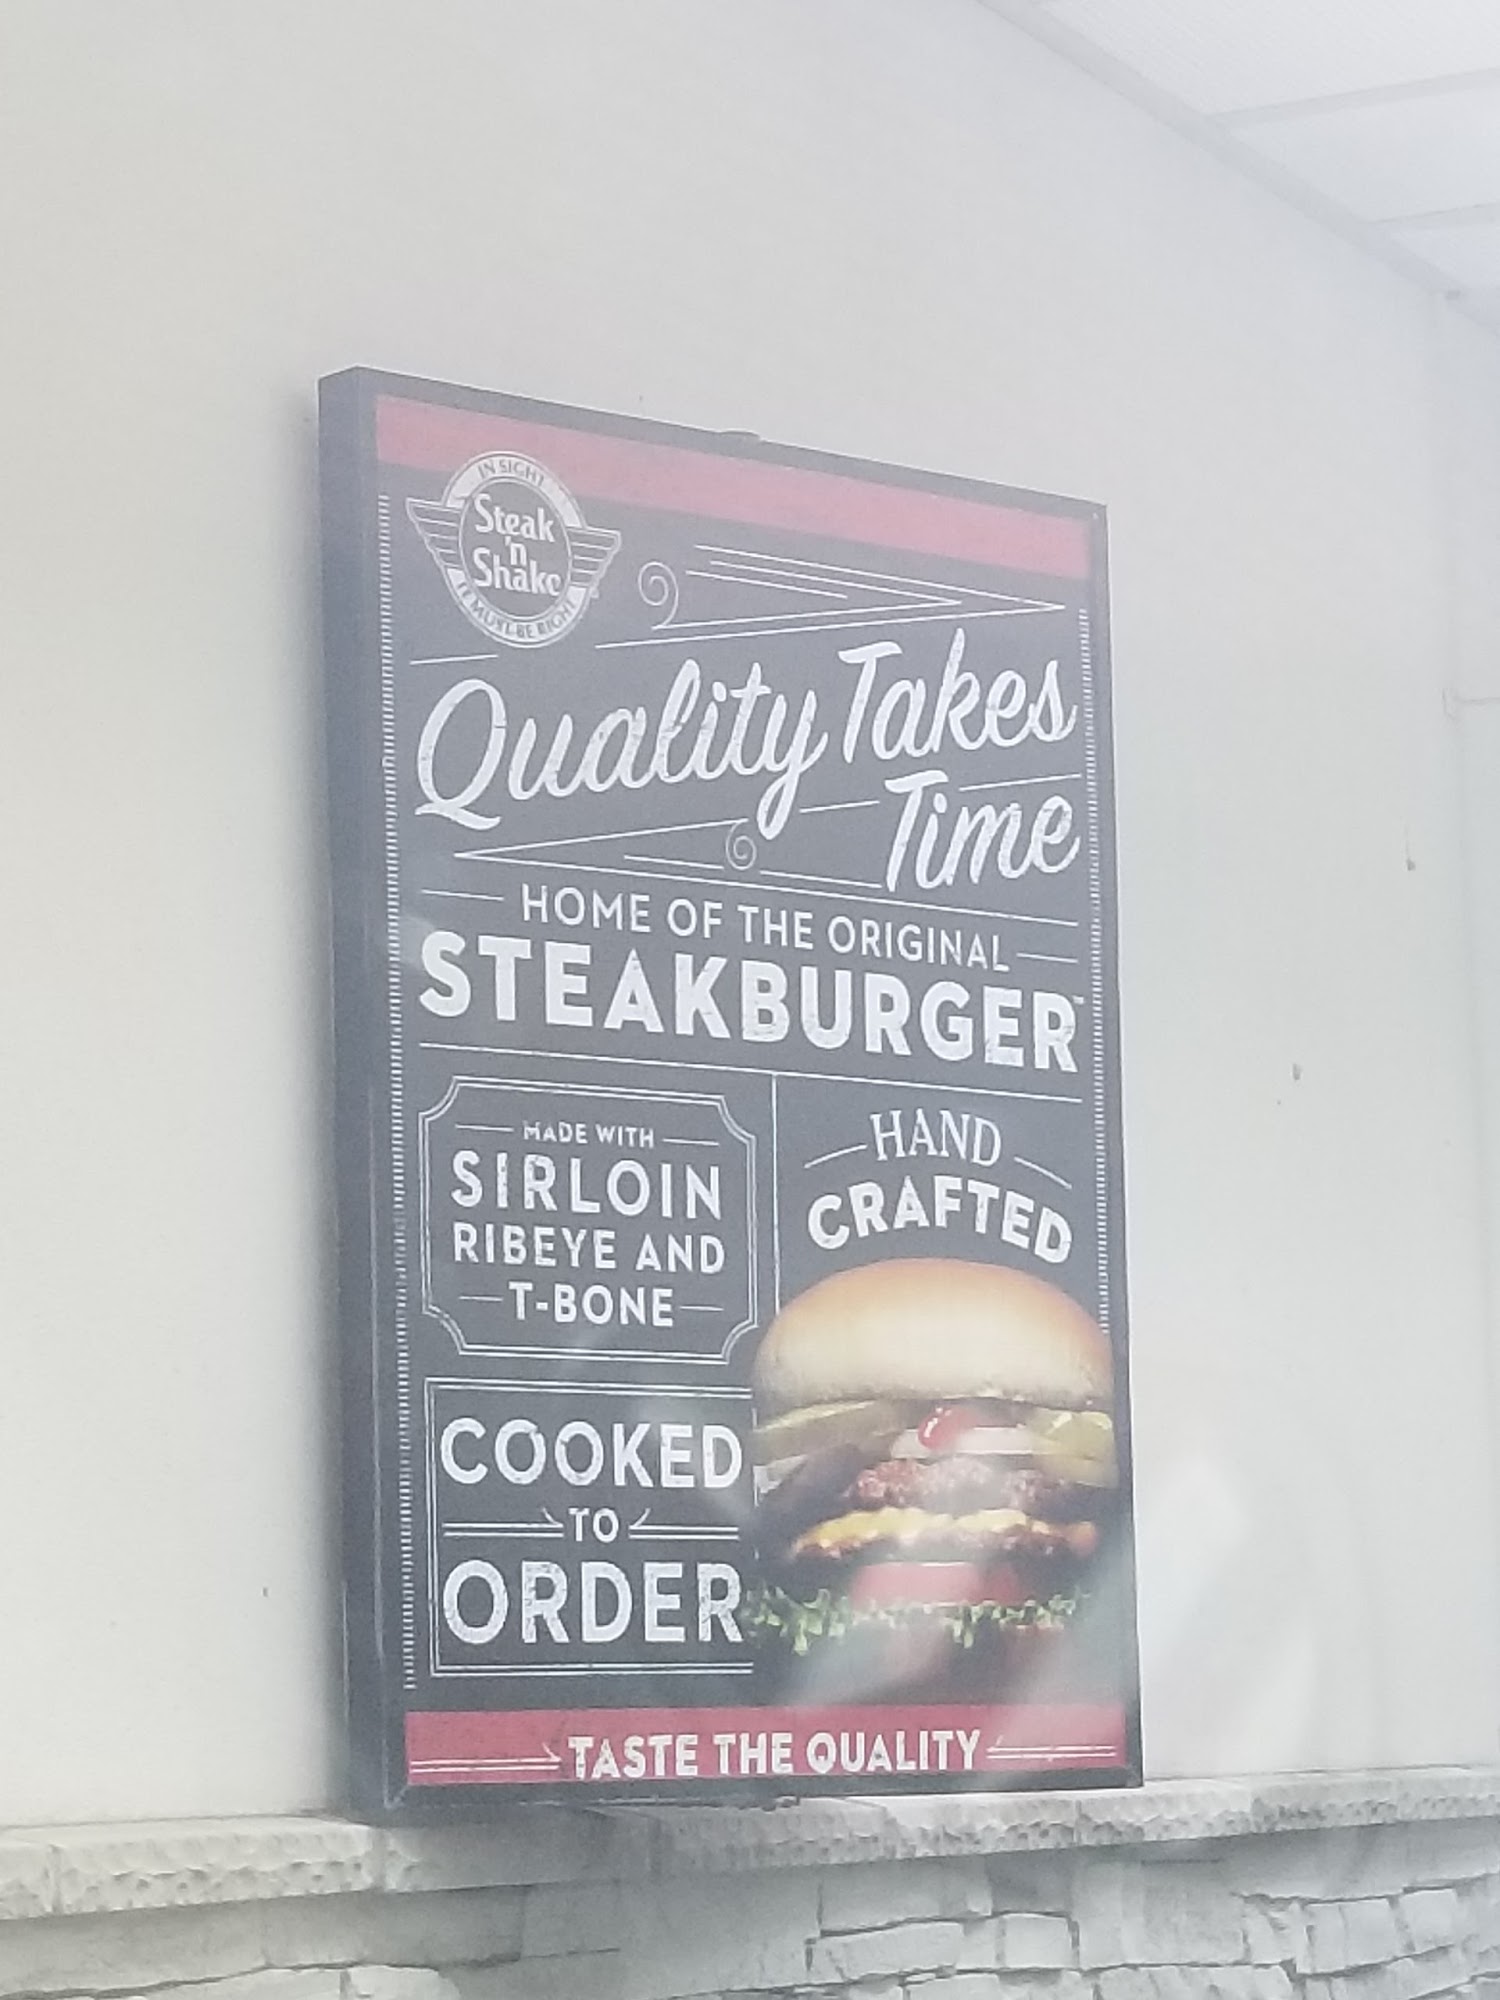 IN SIGHT
Steak
'n
Shake
IT MUST BE RIGHT
Quality Takes
Time
HOME OF THE ORIGINAL
STEAKBURGER™
MADE WITH
SIRLOIN
RIBEYE AND
T-BONE
HAND
CRAFTED
COOKED
TO
ORDER
TASTE THE QUALITY